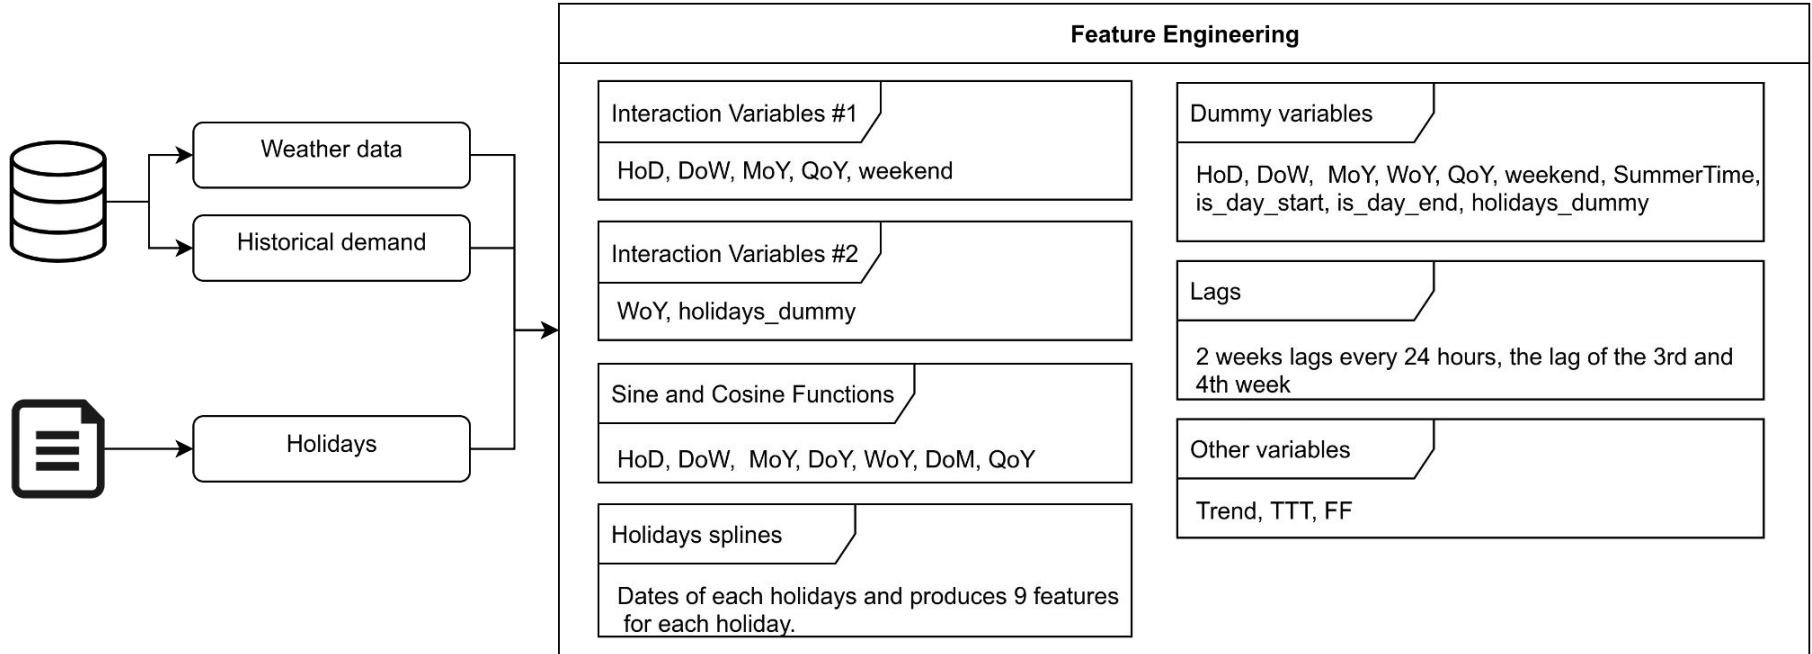 Feature Engineering
Weather data
Historical demand
Holidays
Interaction Variables #1
HoD, DoW, MoY, QoY, weekend
Interaction Variables #2
WoY, holidays_dummy
Sine and Cosine Functions
HoD, DoW, MoY, DoY, WoY, DoM, QoY
Holidays splines
Dates of each holidays and produces 9 features
for each holiday.
Dummy variables
HoD, DoW, MoY, WoY, QoY, weekend, SummerTime,
is_day_start, is_day_end, holidays_dummy
Lags
2 weeks lags every 24 hours, the lag of the 3rd and
4th week
Other variables
Trend, TTT, FF